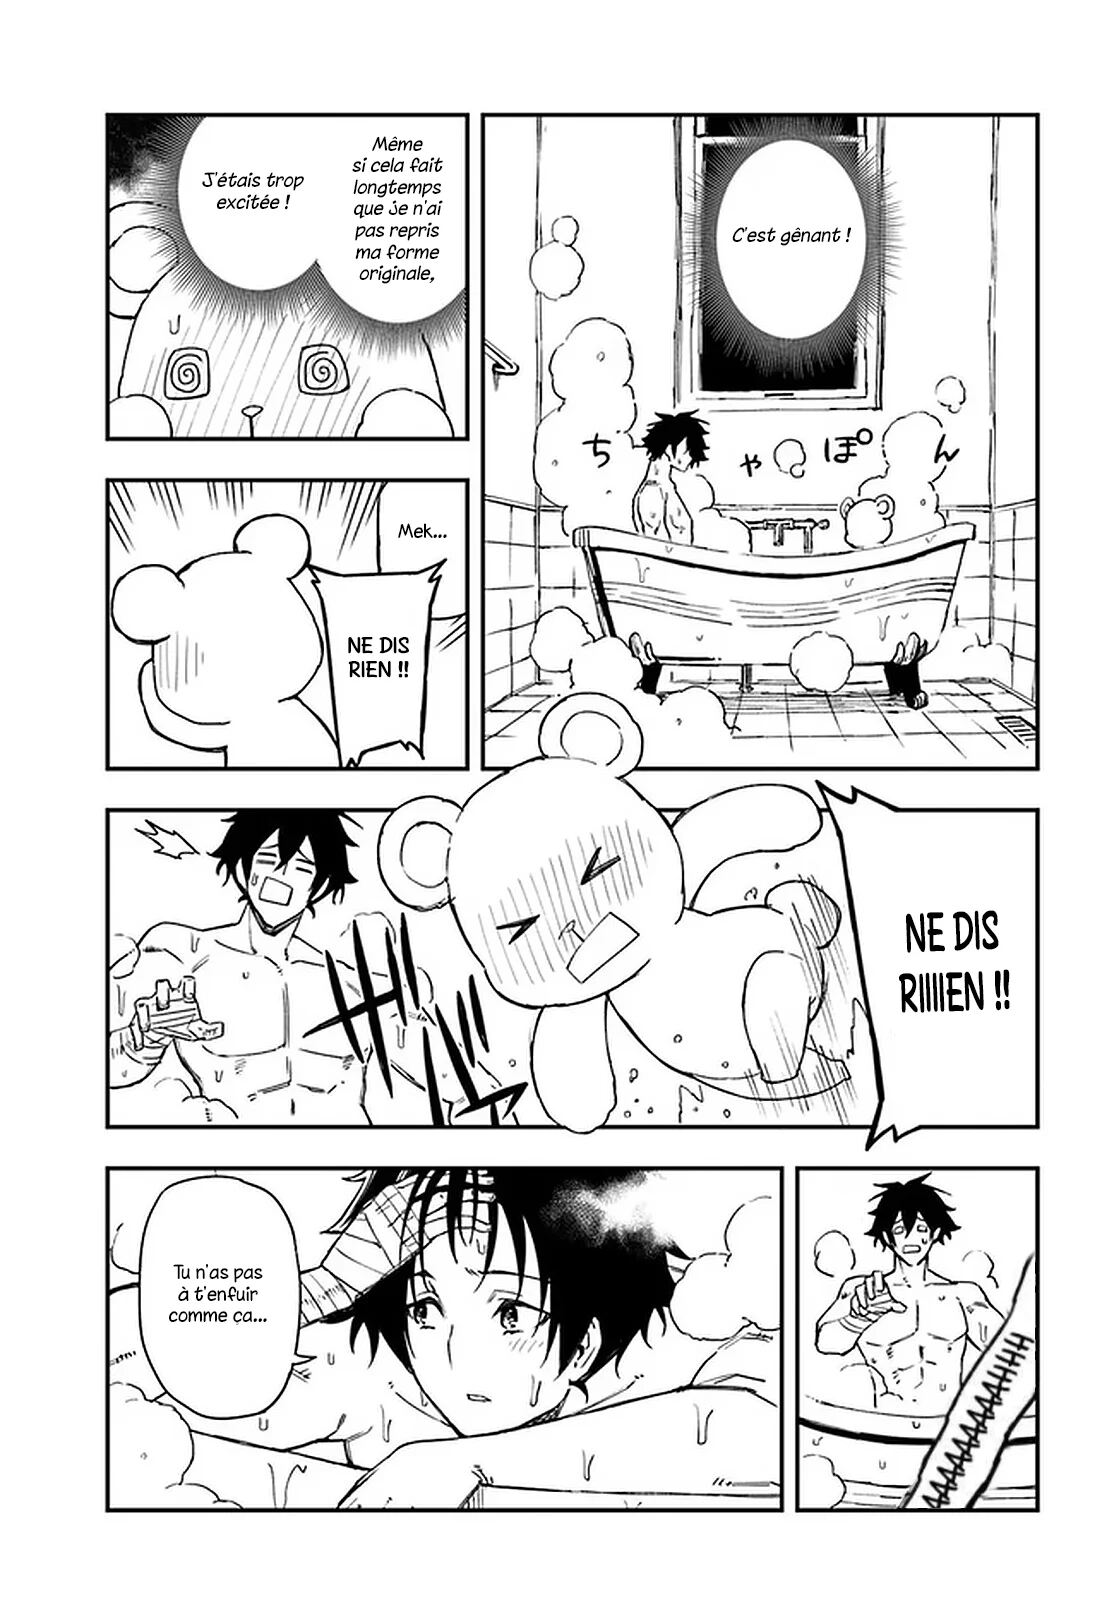 C'est gênant !
ちゃぽん
Même
si cela fait
longtemps
que je n'ai
pas repris
ma forme
originale,
J'étais trop
excitée !
Mek...
NE DIS
RIEN !!
NE DIS
RIIIIEN !!
AAAAAAAAAHHH
Tu n'as pas
à t'enfuir
comme ça...